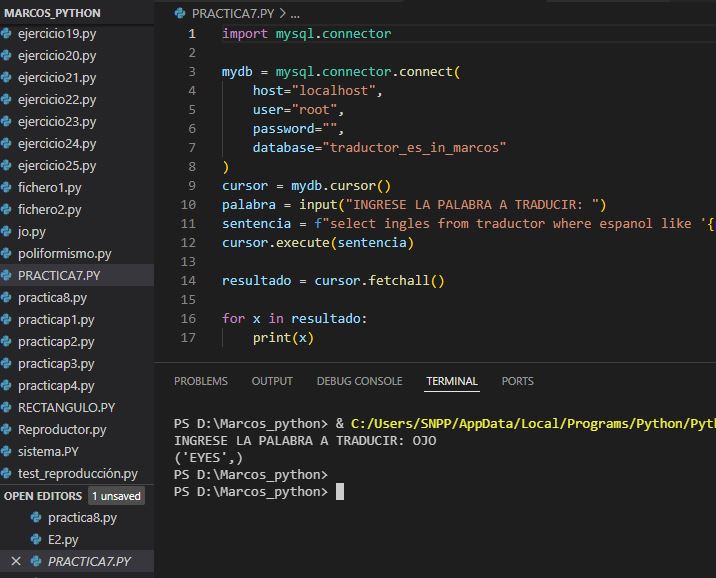 MARCOS_PYTHON
ejercicio19.py
ejercicio20.py
ejercicio21.py
ejercicio22.py
ejercicio23.py
ejercicio24.py
ejercicio25.py
fichero1.py
fichero2.py
jo.py
poliformismo.py
PRACTICA7.PY
practica8.py
practicap1.py
practicap2.py
practicap3.py
practicap4.py
RECTANGULO.PY
Reproductor.py
sistema.PY
test_reproducción.py
OPEN EDITORS 1 unsaved
practica8.py
E2.py
PRACTICA7.PY
PRACTICA7.PY > ...
1 import mysql.connector
2
3 mydb = mysql.connector.connect(
4 host="localhost",
5 user="root",
6 password="",
7 database="traductor_es_in_marcos"
8 )
9 cursor = mydb.cursor()
10 palabra = input("INGRESE LA PALABRA A TRADUCIR: ")
11 sentencia = f"select ingles from traductor where espanol like '{
12 cursor.execute(sentencia)
13
14 resultado = cursor.fetchall()
15
16 for x in resultado:
17 print(x)
PROBLEMS OUTPUT DEBUG CONSOLE TERMINAL PORTS
PS D:\Marcos_python> & C:/Users/SNPP/AppData/Local/Programs/Python/Pyt
INGRESE LA PALABRA A TRADUCIR: OJO
('EYES',)
PS D:\Marcos_python>
PS D:\Marcos_python>